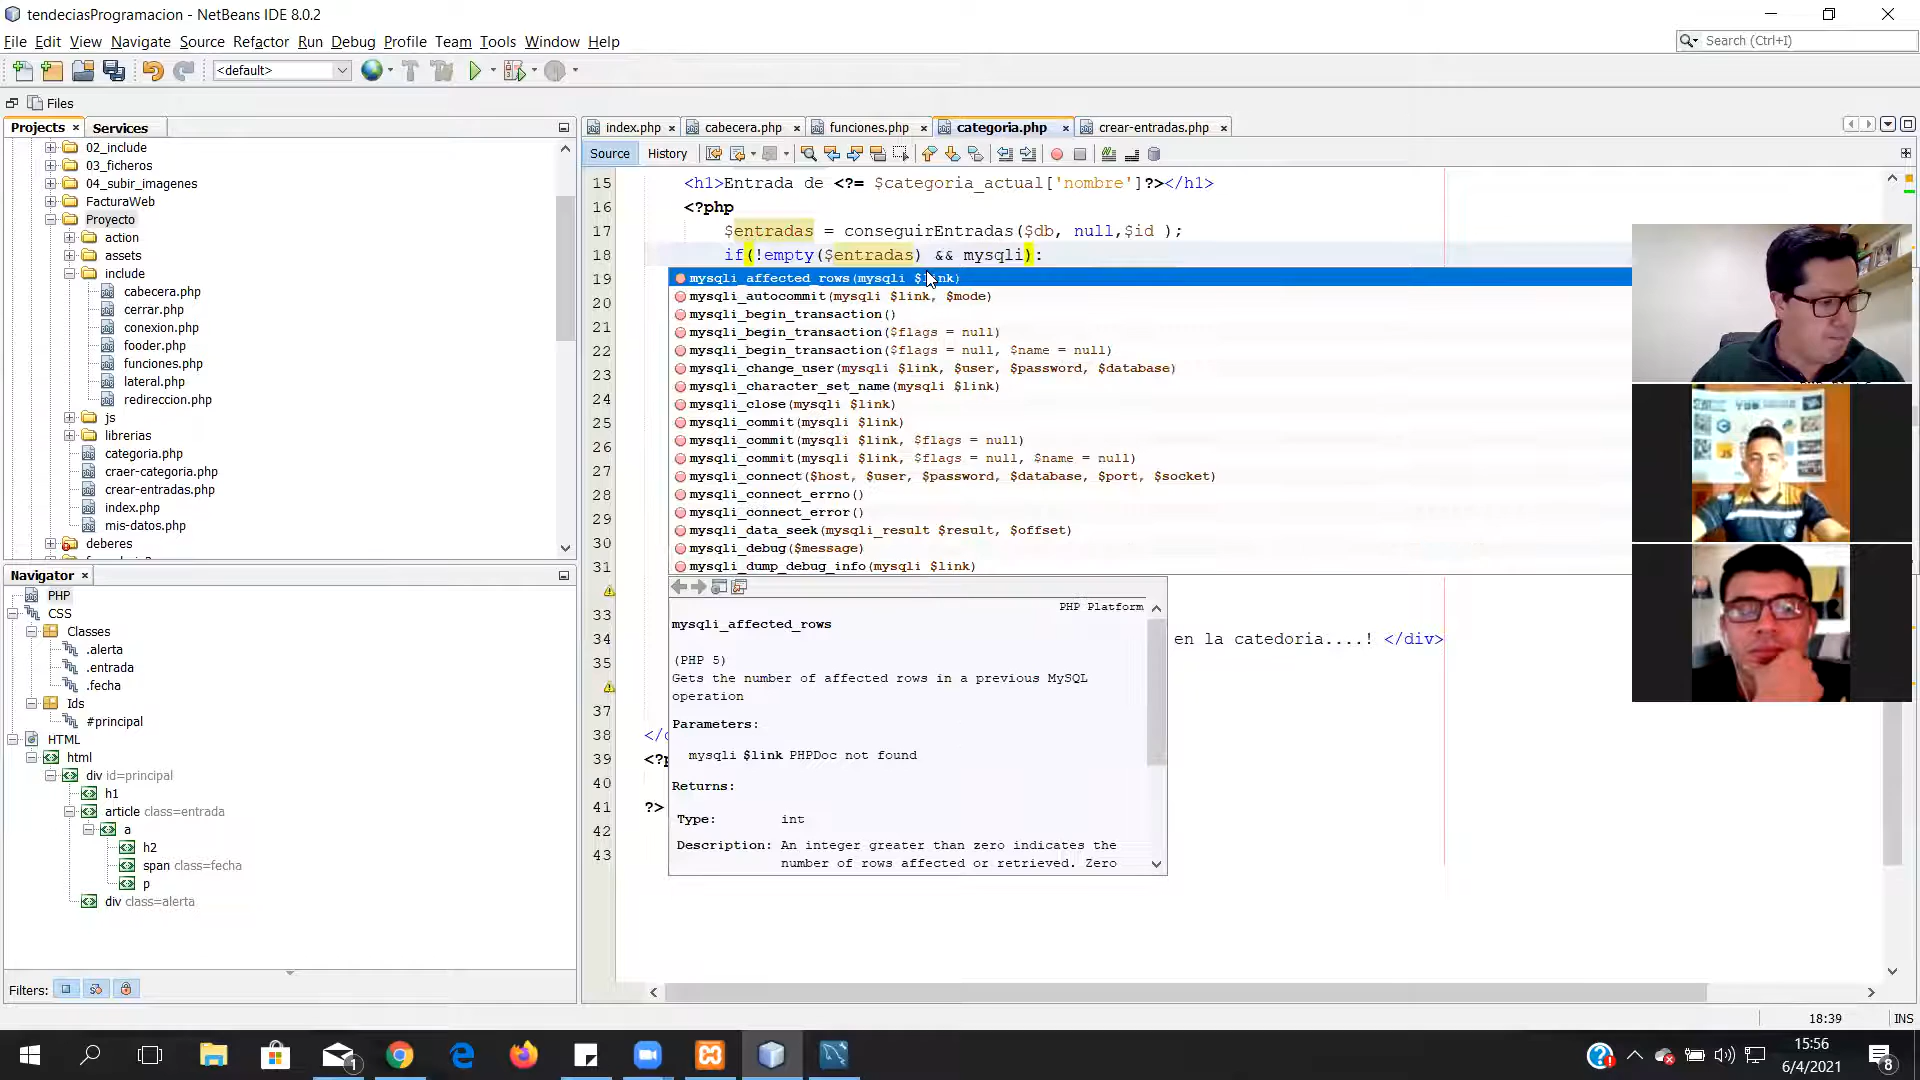 tendeciasProgramacion - NetBeans IDE 8.0.2
File Edit View Navigate Source Refactor Run Debug Profile Team Tools Window Help
Search (Ctrl+I)
<default>
Files
Projects
Services
02_include
03_ficheros
04_subir_imagenes
FacturaWeb
Proyecto
action
assets
include
cabecera.php
cerrar.php
conexion.php
fooder.php
funciones.php
lateral.php
redireccion.php
js
librerias
categoria.php
craer-categoria.php
crear-entradas.php
index.php
mis-datos.php
deberes
Navigator
PHP
CSS
Classes
.alerta
.entrada
.fecha
Ids
#principal
HTML
html
div id=principal
h1
article class=entrada
a
h2
span class=fecha
p
div class=alerta
Filters:
index.php cabecera.php funciones.php categoria.php crear-entradas.php
Source History
15 <h1>Entrada de <?= $categoria_actual['nombre']?></h1>
16 <?php
17 $entradas = conseguirEntradas($db, null,$id );
18 if(!empty($entradas) && mysqli):
19 mysqli_affected_rows(mysqli $link)
mysqli_autocommit(mysqli $link, $mode)
20
mysqli_begin_transaction()
21
mysqli_begin_transaction($flags = null)
22 mysqli_begin_transaction($flags = null, $name = null)
23 mysqli_change_user(mysqli $link, $user, $password, $database)
mysqli_character_set_name(mysqli $link)
24 mysqli_close(mysqli $link)
25 mysqli_commit(mysqli $link)
26 mysqli_commit(mysqli $link, $flags = null)
mysqli_commit(mysqli $link, $flags = null, $name = null)
27 mysqli_connect($host, $user, $password, $database, $port, $socket)
28 mysqli_connect_errno()
29 mysqli_connect_error()
mysqli_data_seek(mysqli_result $result, $offset)
30 mysqli_debug($message)
31 mysqli_dump_debug_info(mysqli $link)
PHP Platform
33 mysqli_affected_rows
34 en la catedoria....! </div>
35 (PHP 5)
Gets the number of affected rows in a previous MySQL
operation
37
Parameters:
38 </
39 <?p
mysqli $link PHPDoc not found
40 Returns:
41 ?>
Type: int
42
43 Description: An integer greater than zero indicates the
number of rows affected or retrieved. Zero
18:39 INS
1
15:56
6/4/2021
8